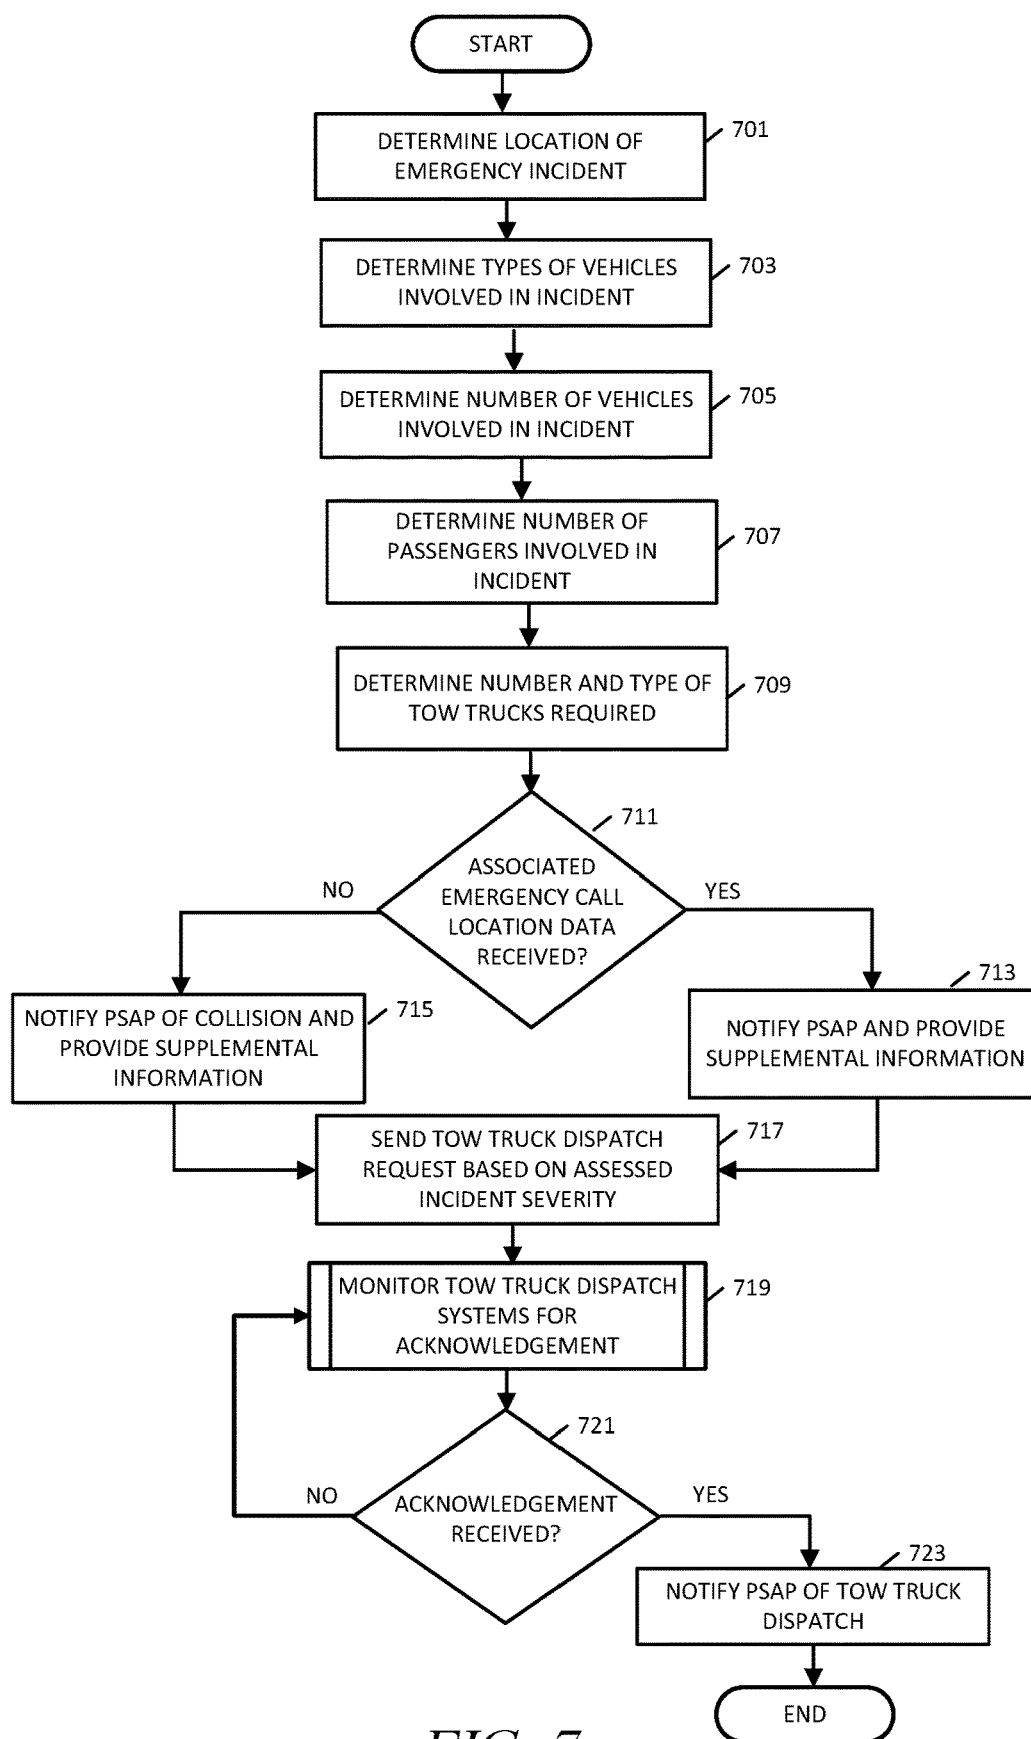 START
DETERMINE LOCATION OF
EMERGENCY INCIDENT
701
DETERMINE TYPES OF VEHICLES
INVOLVED IN INCIDENT
703
DETERMINE NUMBER OF VEHICLES
INVOLVED IN INCIDENT
705
DETERMINE NUMBER OF
PASSENGERS INVOLVED IN
INCIDENT
707
DETERMINE NUMBER AND TYPE OF
TOW TRUCKS REQUIRED
709
711
ASSOCIATED
EMERGENCY CALL
LOCATION DATA
RECEIVED?
NO
YES
NOTIFY PSAP OF COLLISION AND
PROVIDE SUPPLEMENTAL
INFORMATION
715
713
NOTIFY PSAP AND PROVIDE
SUPPLEMENTAL INFORMATION
SEND TOW TRUCK DISPATCH
REQUEST BASED ON ASSESSED
INCIDENT SEVERITY
717
MONITOR TOW TRUCK DISPATCH
SYSTEMS FOR
ACKNOWLEDGEMENT
719
721
ACKNOWLEDGEMENT
RECEIVED?
NO
YES
723
NOTIFY PSAP OF TOW TRUCK
DISPATCH
END
FIG. 7